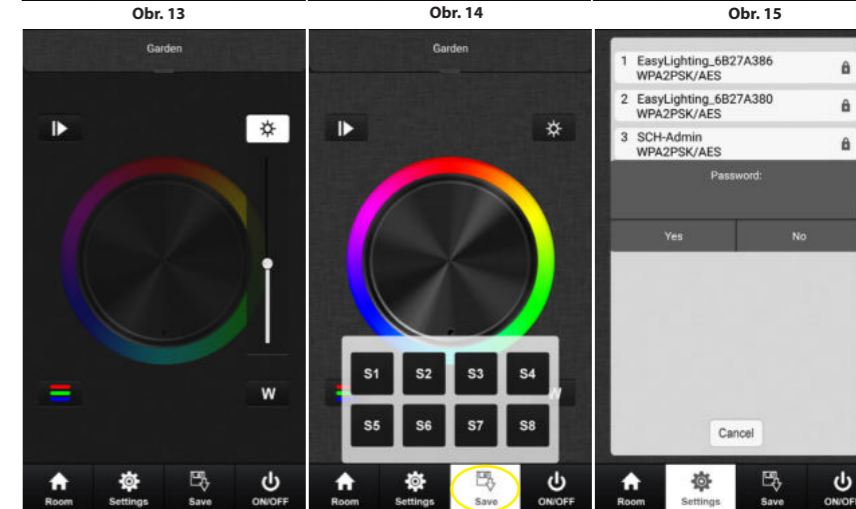 Obr. 13
Garden
W
Room Settings Save ON/OFF
Obr. 14
Garden
S1 S2 S3 S4
W
S5 S6 S7 S8
Room Settings Save ON/OFF
Obr. 15
1 EasyLighting_6B27A386
WPA2PSK/AES
2 EasyLighting_6B27A380
WPA2PSK/AES
3 SCH-Admin
WPA2PSK/AES
Password:
Yes No
Cancel
Room Settings Save ON/OFF